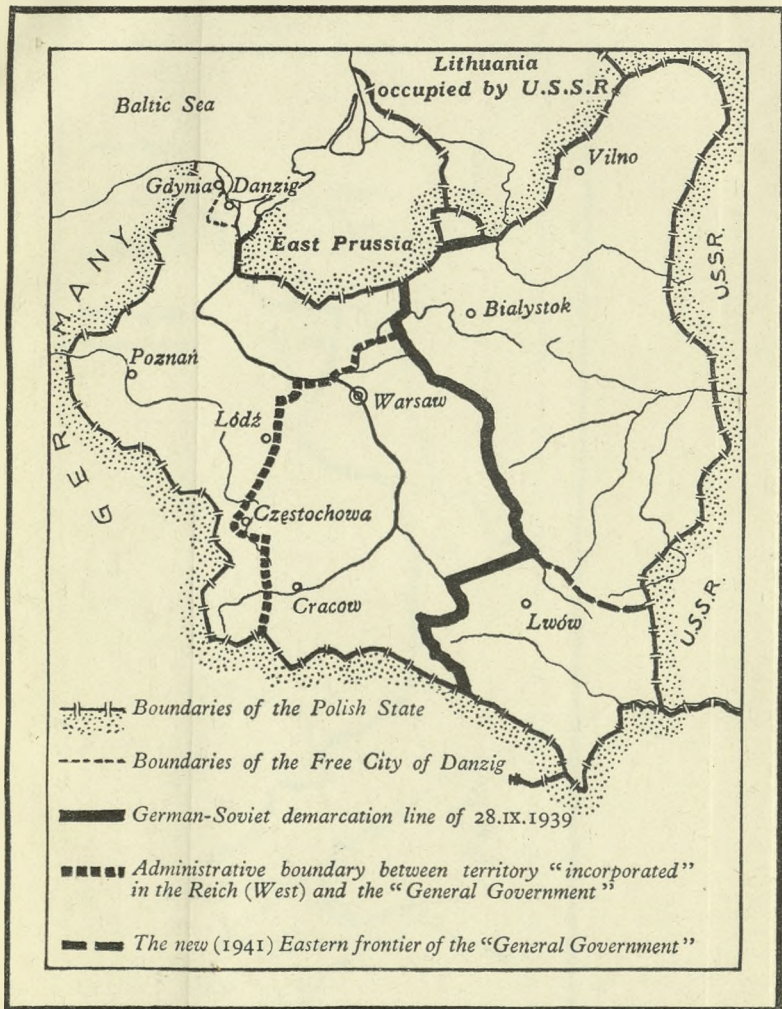 Lithuania
occupied by U.S.S.R.
Baltic Sea
Vilno
Gdynia Danzig
East Prussia
U.S.S.R.
GERMANY
Bialystok
Poznań
Warsaw
Łódź
Częstochowa
Cracow
Lwów
U.S.S.R.
Boundaries of the Polish State
Boundaries of the Free City of Danzig
German-Soviet demarcation line of 28.IX.1939
Administrative boundary between territory "incorporated"
in the Reich (West) and the "General Government"
The new (1941) Eastern frontier of the "General Government"